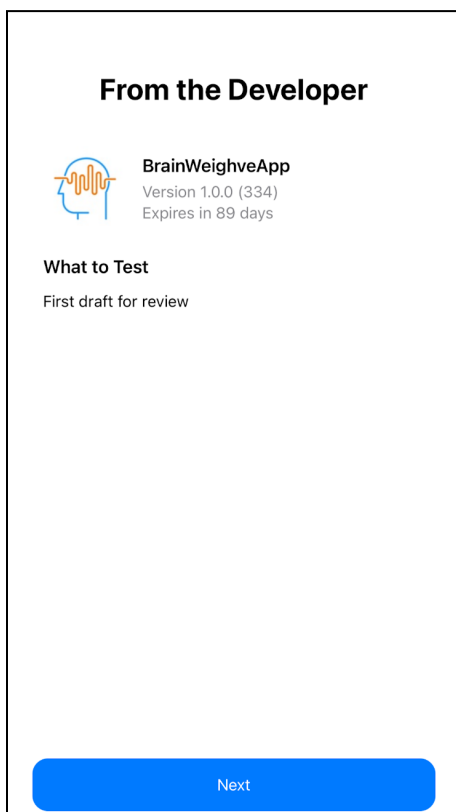 From the Developer
BrainWeighveApp
Version 1.0.0 (334)
Expires in 89 days
What to Test
First draft for review
Next